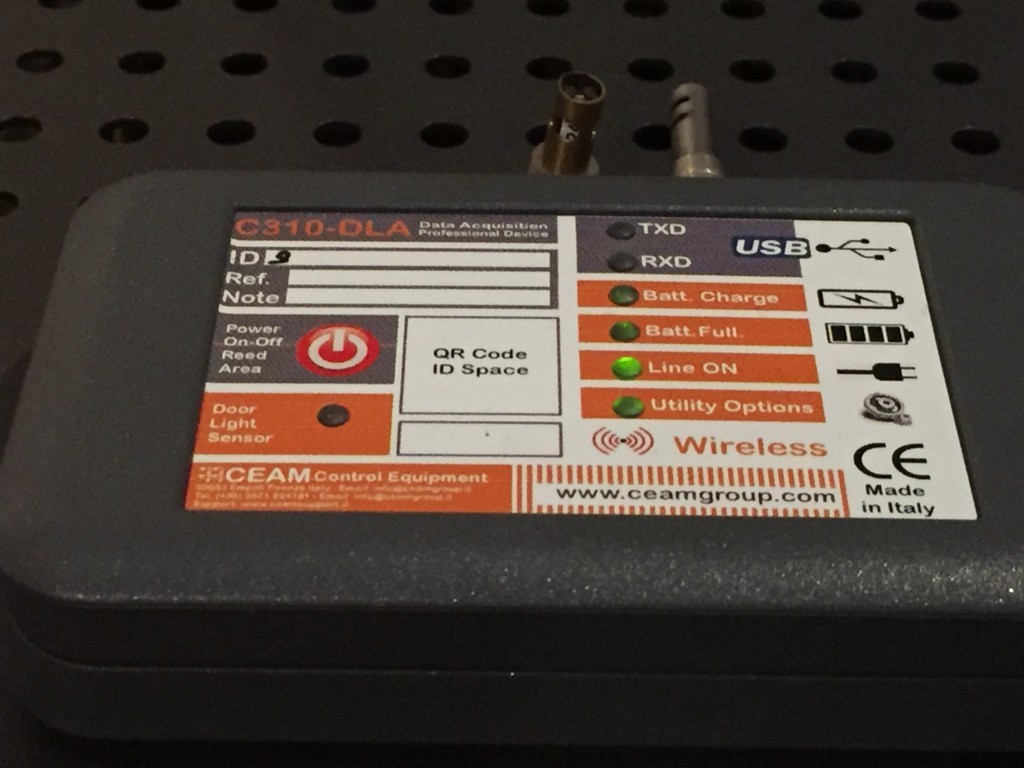 C310-DLA Data Acquisition
Professional Device
ID 9
Ref.
Note
Power
On-Off
Reed
Area
QR Code
ID Space
Door
Light
Sensor
CEAM Control Equipment
TXD
RXD
USB
Batt. Charge
Batt.Full.
Line ON
Utility Options
Wireless
www.ceamgroup.com
CE
Made
in Italy